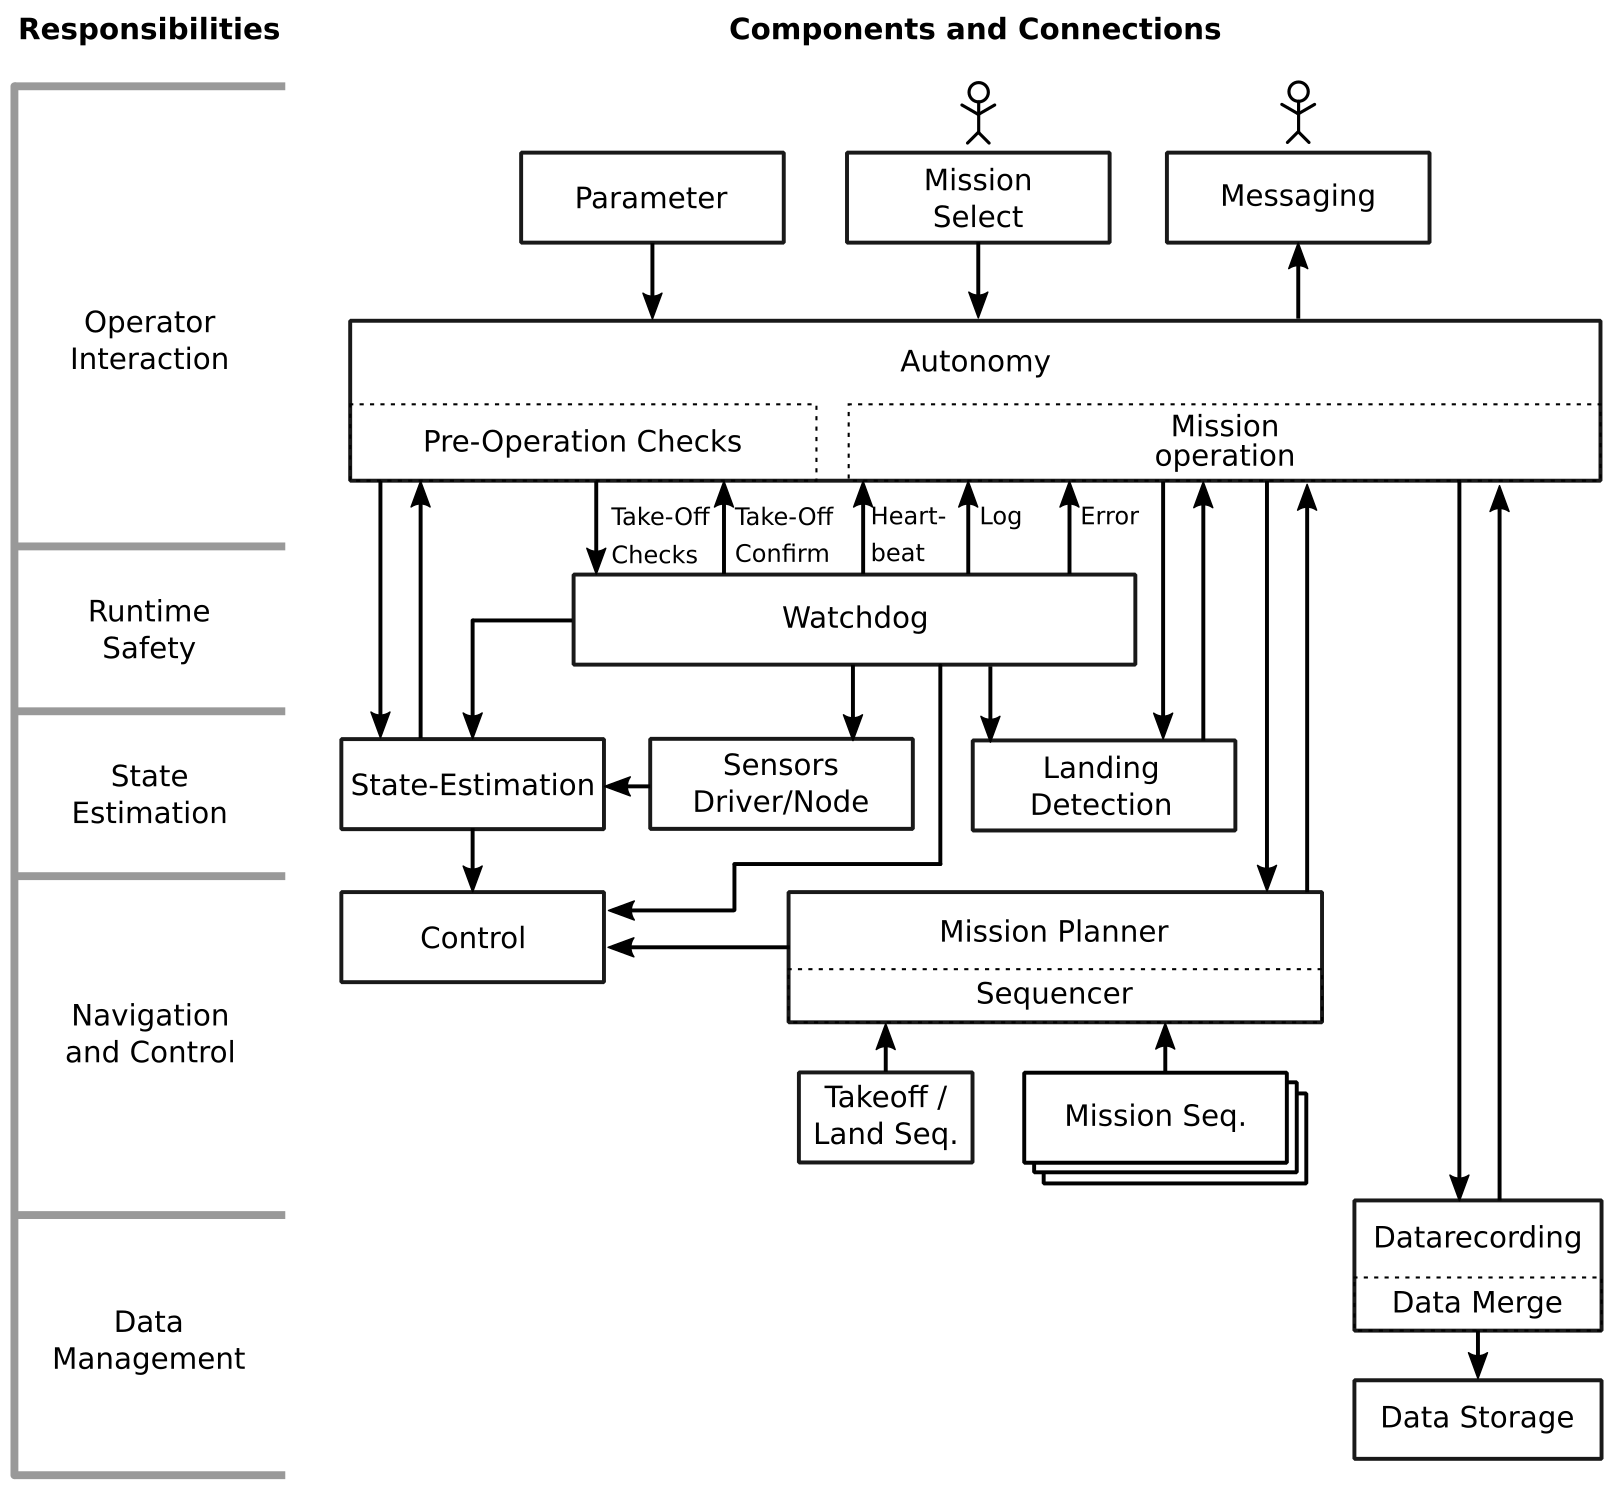 Responsibilities
Components and Connections
Operator
Interaction
Runtime
Safety
State
Estimation
Navigation
and Control
Data
Management
Parameter
Mission
Select
Messaging
Autonomy
Pre-Operation Checks
Mission
operation
Take-Off
Checks
Take-Off
Confirm
Heart-
beat
Log
Error
Watchdog
State-Estimation
Sensors
Driver/Node
Landing
Detection
Control
Mission Planner
Sequencer
Takeoff /
Land Seq.
Mission Seq.
Datarecording
Data Merge
Data Storage